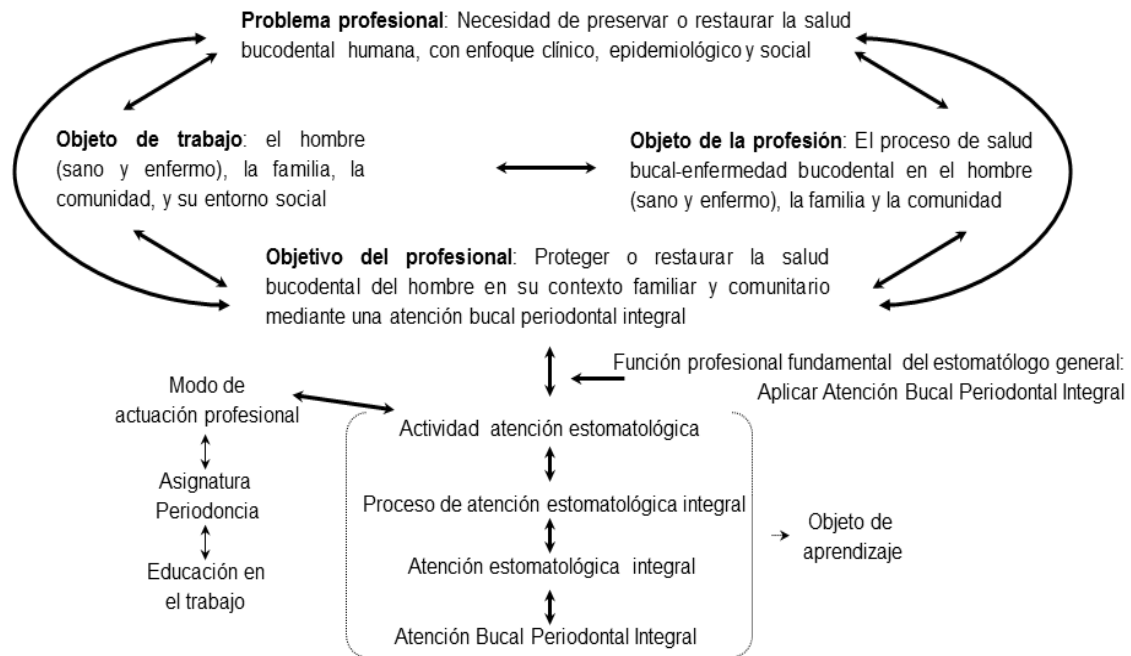 Problema profesional: Necesidad de preservar o restaurar la salud
bucodental humana, con enfoque clínico, epidemiológico y social
Objeto de trabajo: el hombre
(sano y enfermo), la familia, la
comunidad, y su entorno social
Objeto de la profesión: El proceso de salud
bucal-enfermedad bucodental en el hombre
(sano y enfermo), la familia y la comunidad
Objetivo del profesional: Proteger o restaurar la salud
bucodental del hombre en su contexto familiar y comunitario
mediante una atención bucal periodontal integral
Función profesional fundamental del estomatólogo general:
Aplicar Atención Bucal Periodontal Integral
Modo de
actuación profesional
Asignatura
Periodoncia
Educación en
el trabajo
Actividad atención estomatológica
Proceso de atención estomatológica integral
Atención estomatológica integral
Atención Bucal Periodontal Integral
Objeto de
aprendizaje